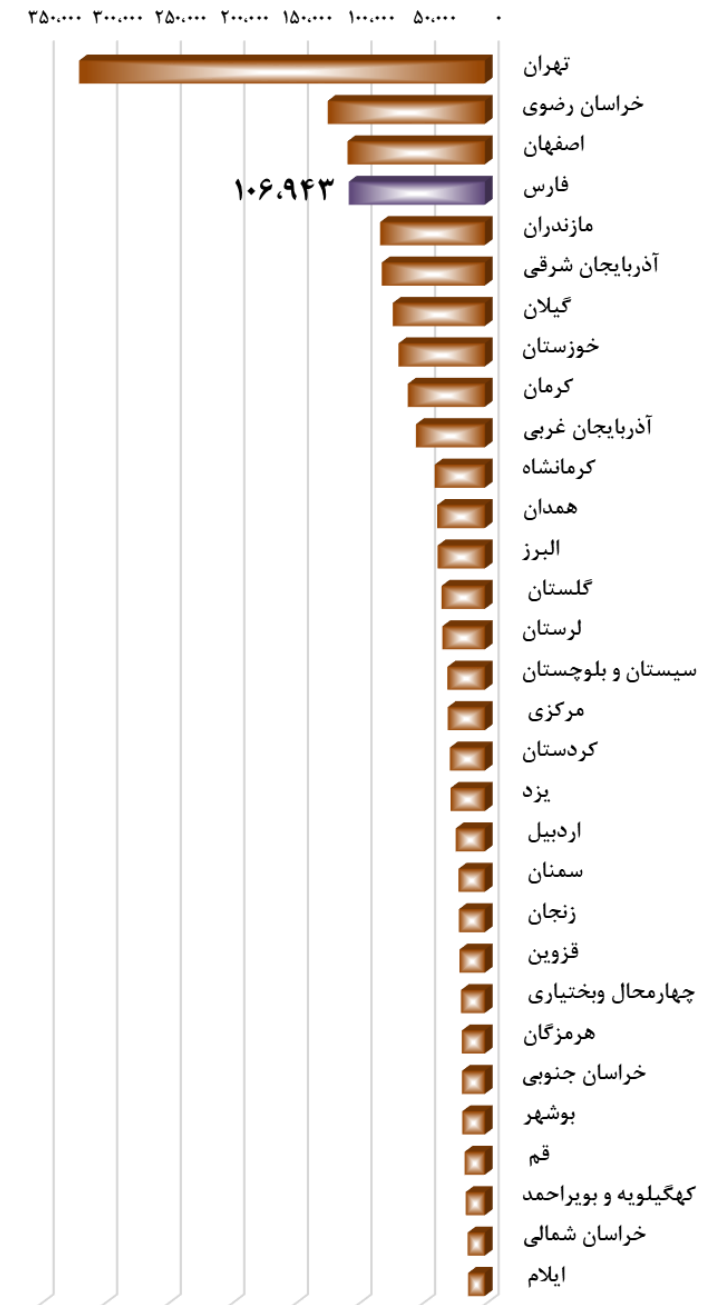 ۳۵۰،۰۰۰ ۳۰۰،۰۰۰ ۲۵۰،۰۰۰ ۲۰۰،۰۰۰ ۱۵۰،۰۰۰ ۱۰۰،۰۰۰ ۵۰،۰۰۰ ۰
تهران
خراسان رضوی
اصفهان
فارس ۱۰۶،۹۴۳
مازندران
آذربایجان شرقی
گیلان
خوزستان
کرمان
آذربایجان غربی
کرمانشاه
همدان
البرز
گلستان
لرستان
سیستان و بلوچستان
مرکزی
کردستان
یزد
اردبیل
سمنان
زنجان
قزوین
چهارمحال وبختیاری
هرمزگان
خراسان جنوبی
بوشهر
قم
کهگیلویه و بویراحمد
خراسان شمالی
ایلام